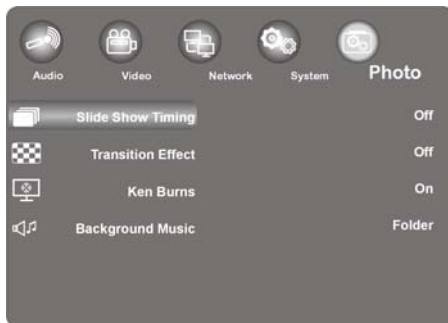 Audio Video Network System Photo
Slide Show Timing Off
Transition Effect Off
Ken Burns On
Background Music Folder